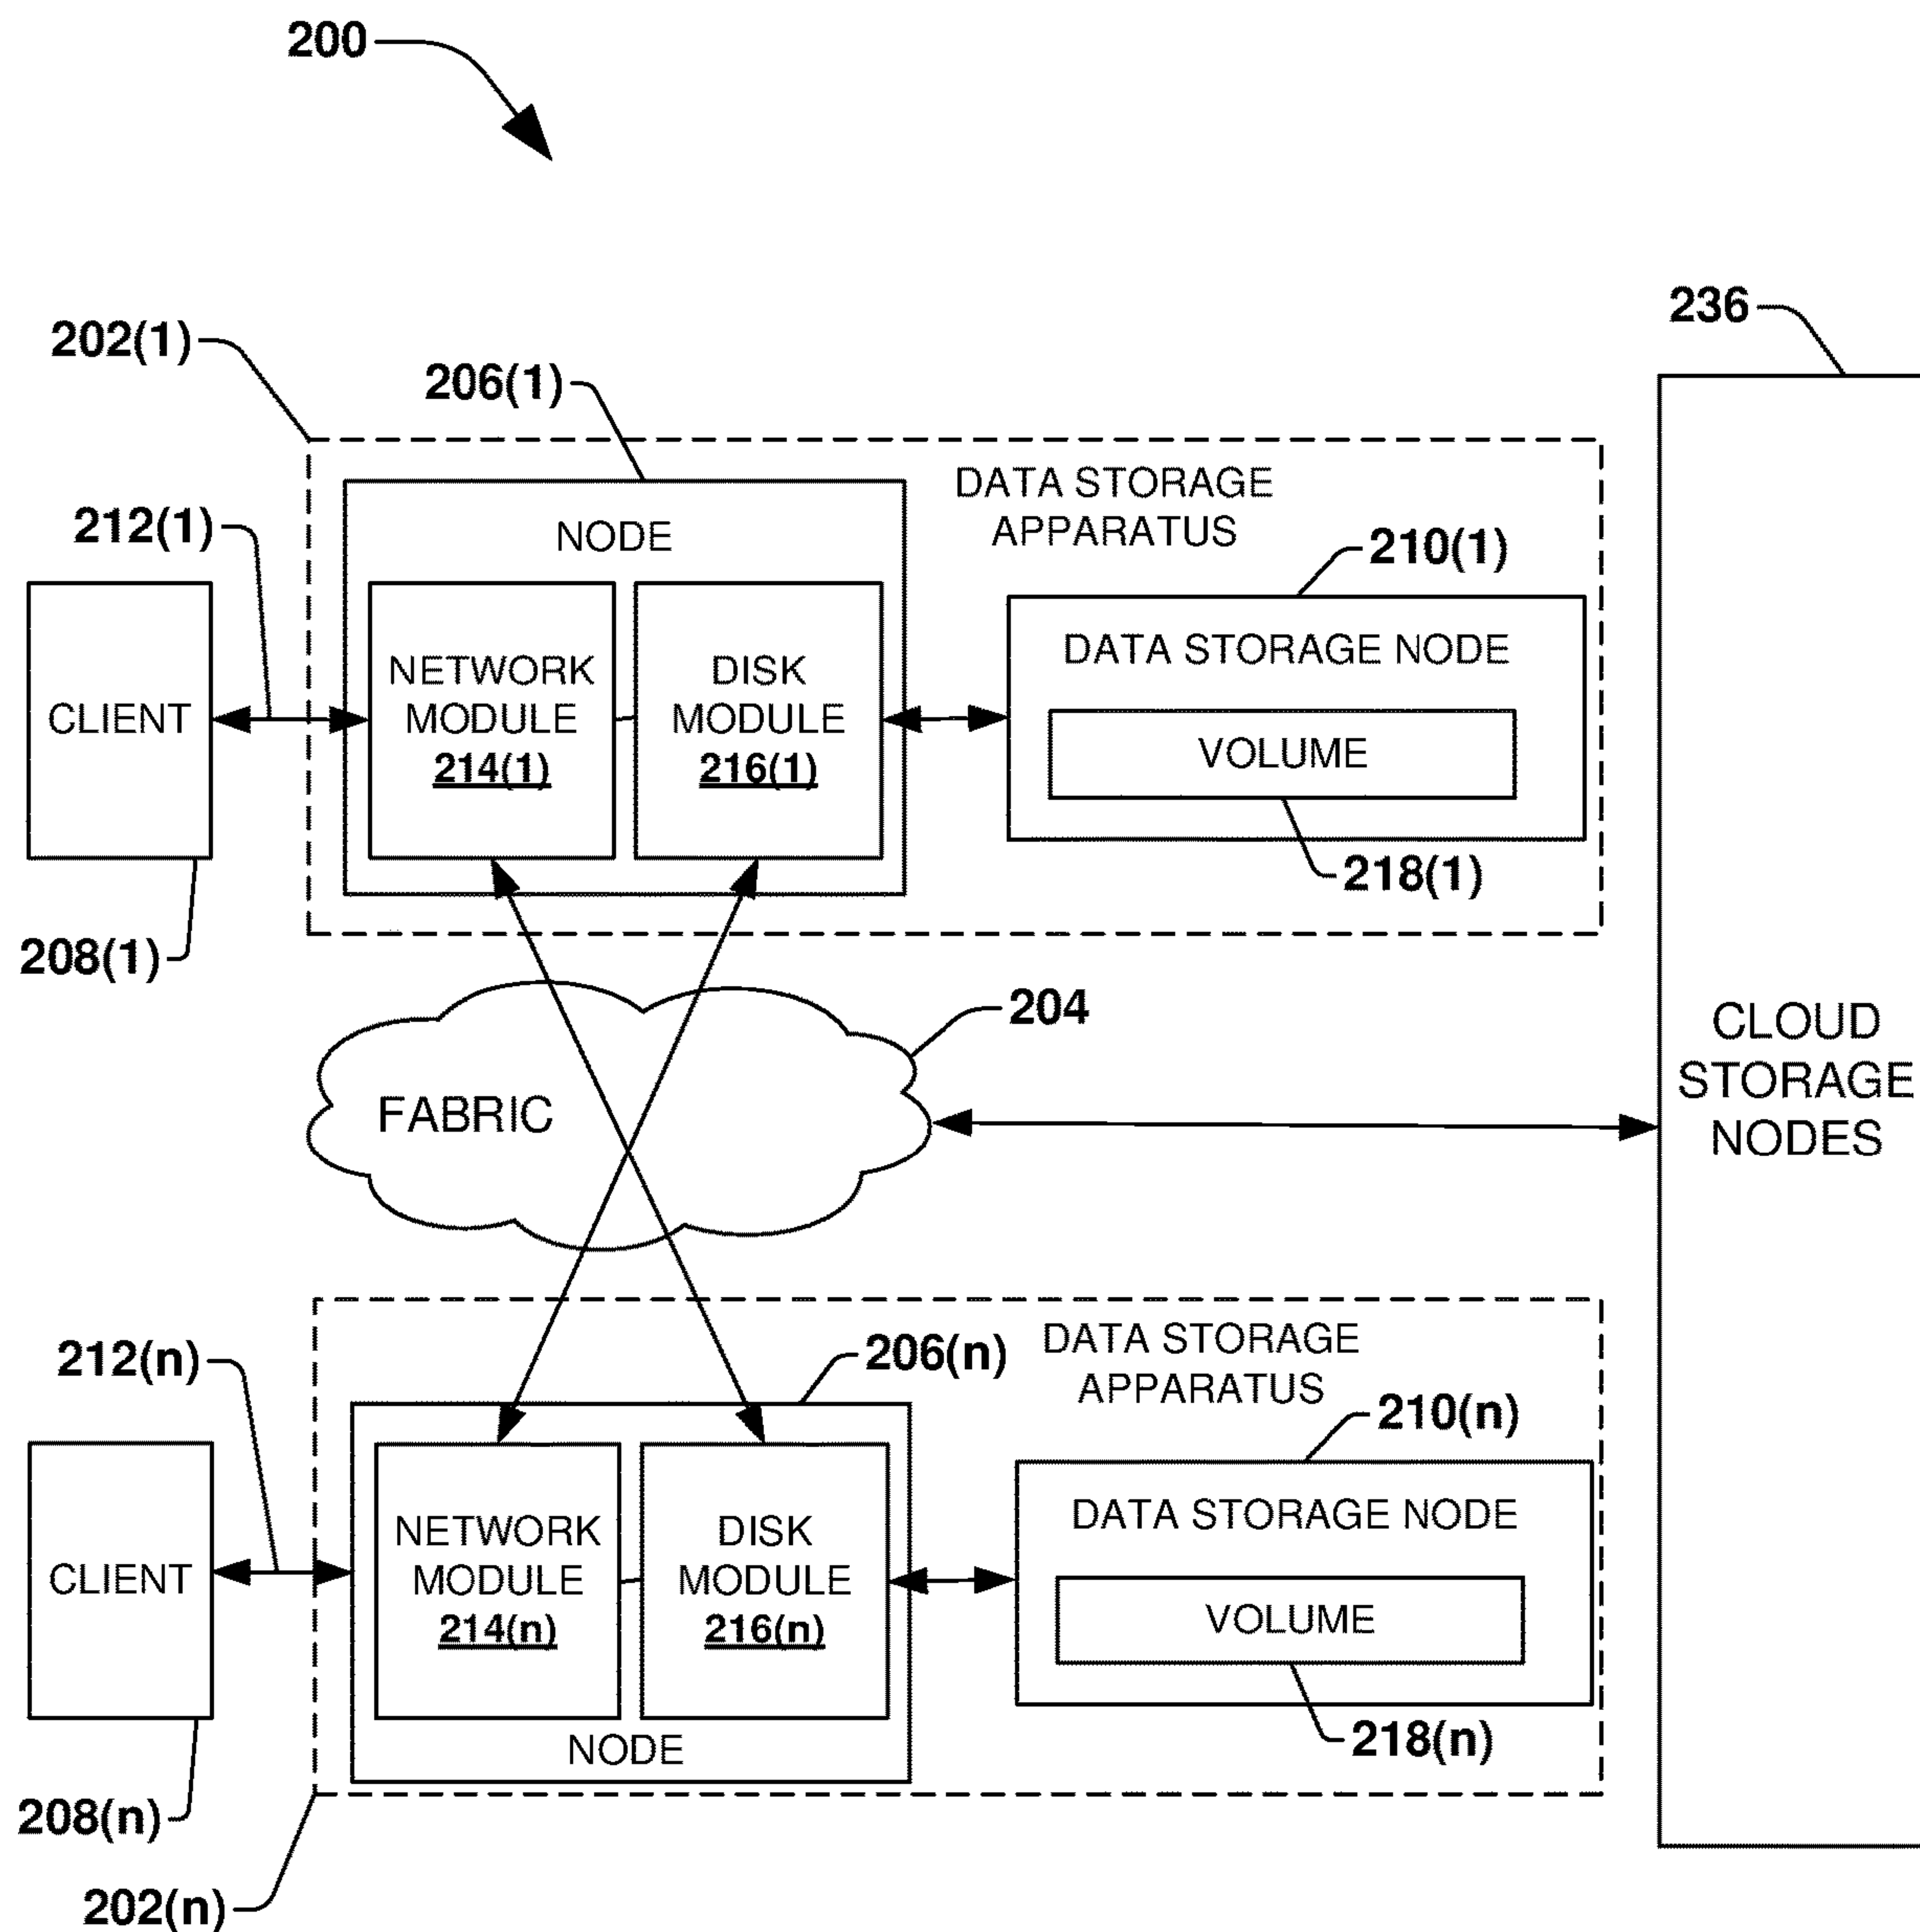 200
236
202(1)
206(1)
DATA STORAGE
APPARATUS
212(1)
NODE
210(1)
CLIENT
NETWORK
MODULE
214(1)
DISK
MODULE
216(1)
DATA STORAGE NODE
VOLUME
218(1)
208(1)
204
FABRIC
CLOUD
STORAGE
NODES
206(n)
DATA STORAGE
APPARATUS
212(n)
210(n)
CLIENT
NETWORK
MODULE
214(n)
DISK
MODULE
216(n)
DATA STORAGE NODE
VOLUME
218(n)
NODE
208(n)
202(n)